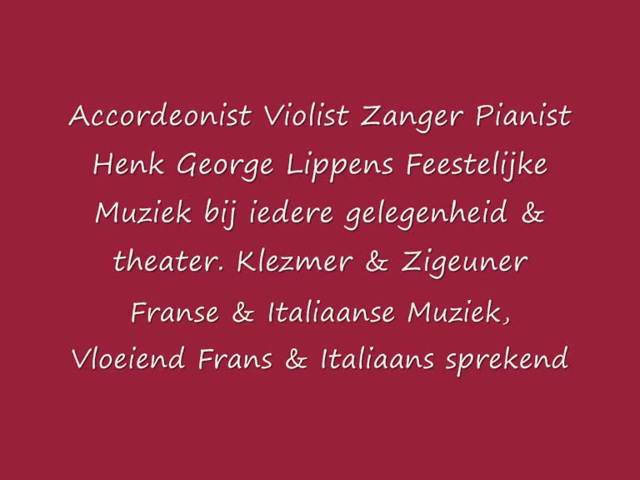 Accordeonist Violist Zanger Pianist
Henk George Lippens Feestelijke
Muziek bij iedere gelegenheid &
theater. Klezmer & Zigeuner
Franse & Italiaanse Muziek,
Vloeiend Frans & Italiaans sprekend